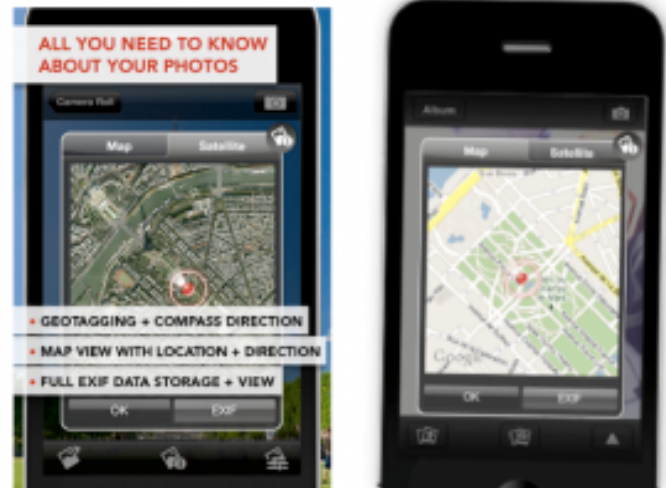 ALL YOU NEED TO KNOW
ABOUT YOUR PHOTOS
Camera Roll
Map Satellite
• GEOTAGGING + COMPASS DIRECTION
• MAP VIEW WITH LOCATION + DIRECTION
• FULL EXIF DATA STORAGE + VIEW
OK EXIF
Album
Map Satellite
Google
OK EXIF